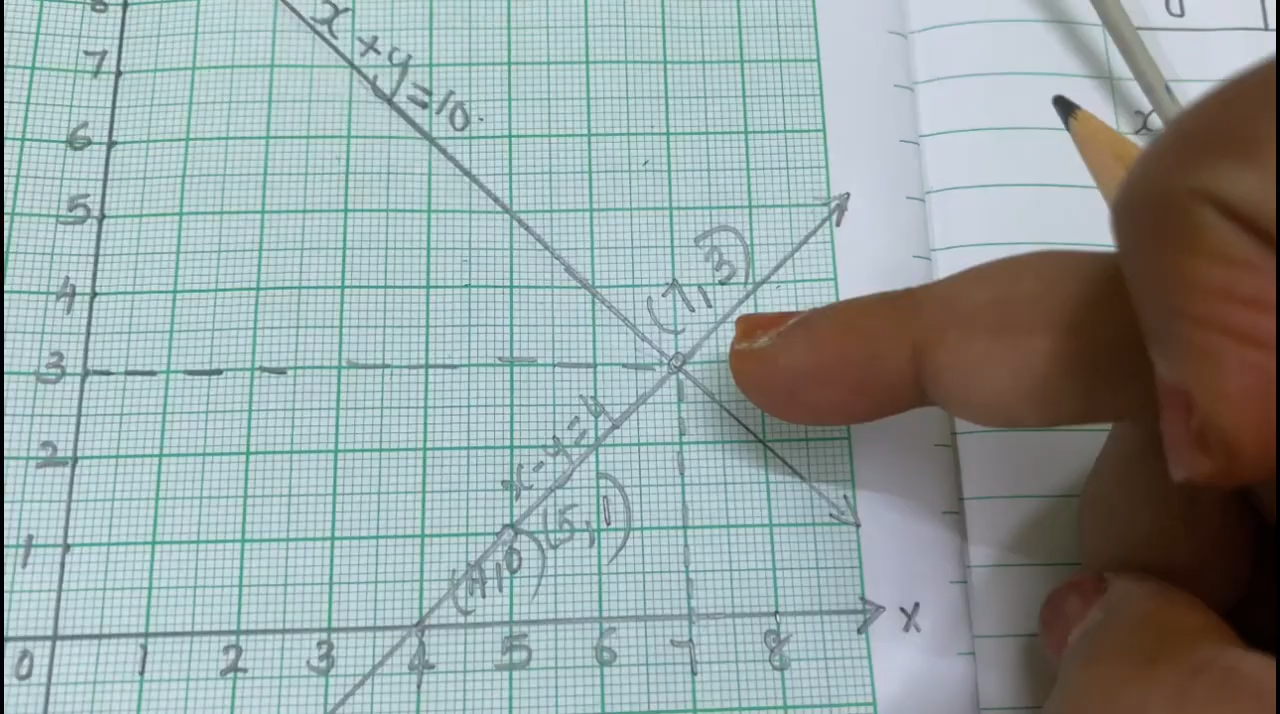 8
x + y = 10
7
6
5
4
3
2
1
(7, 3)
x - y = 4
(5, 1)
(4, 0)
x
0 1 2 3 4 5 6 7 8
x